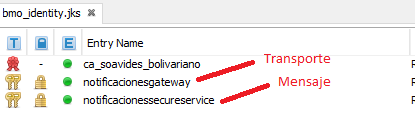 bmo_identity.jks
T E Entry Name
- ca_soavides_bolivariano
Transporte
notificacionesgateway
Mensaje
notificacionessecureservice